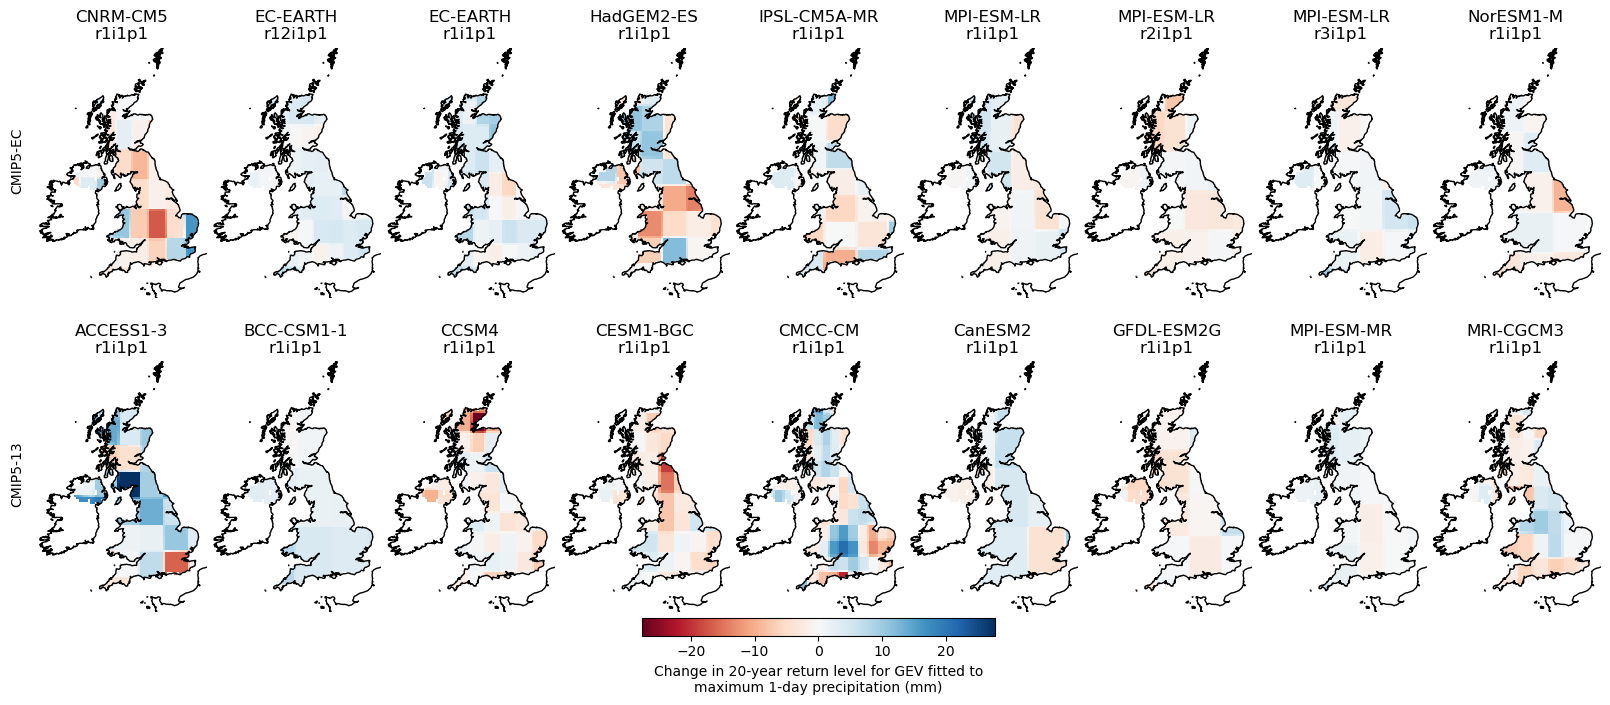 CNRM-CM5 EC-EARTH EC-EARTH HadGEM2-ES IPSL-CM5A-MR MPI-ESM-LR MPI-ESM-LR MPI-ESM-LR NorESM1-M
r1i1p1 r12i1p1 r1i1p1 r1i1p1 r1i1p1 r1i1p1 r2i1p1 r3i1p1 r1i1p1
CMIP5-EC
ACCESS1-3 BCC-CSM1-1 CCSM4 CESM1-BGC CMCC-CM CanESM2 GFDL-ESM2G MPI-ESM-MR MRI-CGCM3
r1i1p1 r1i1p1 r1i1p1 r1i1p1 r1i1p1 r1i1p1 r1i1p1 r1i1p1 r1i1p1
CMIP5-13
−20 −10 0 10 20
Change in 20-year return level for GEV fitted to
maximum 1-day precipitation (mm)